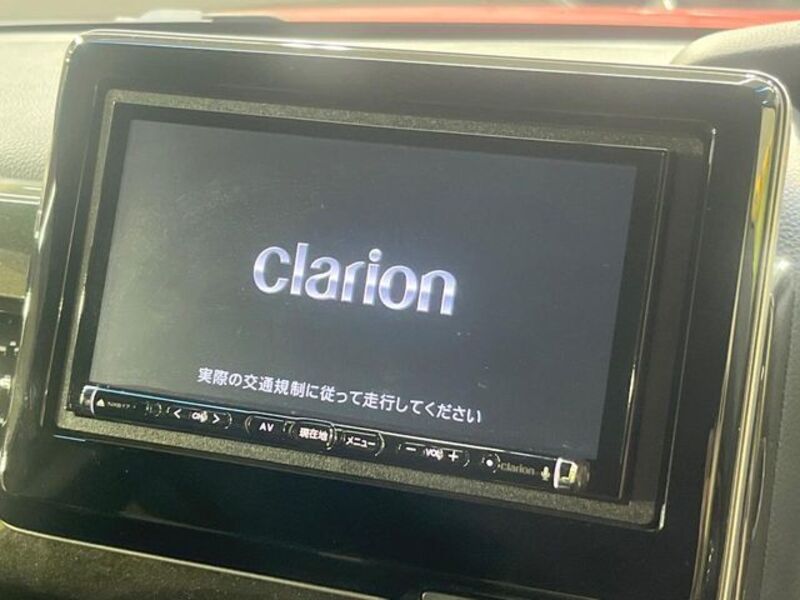 clarion
実際の交通規制に従って走行してください
< CH >
AV
現在地
メニュー
− VOL +
clarion